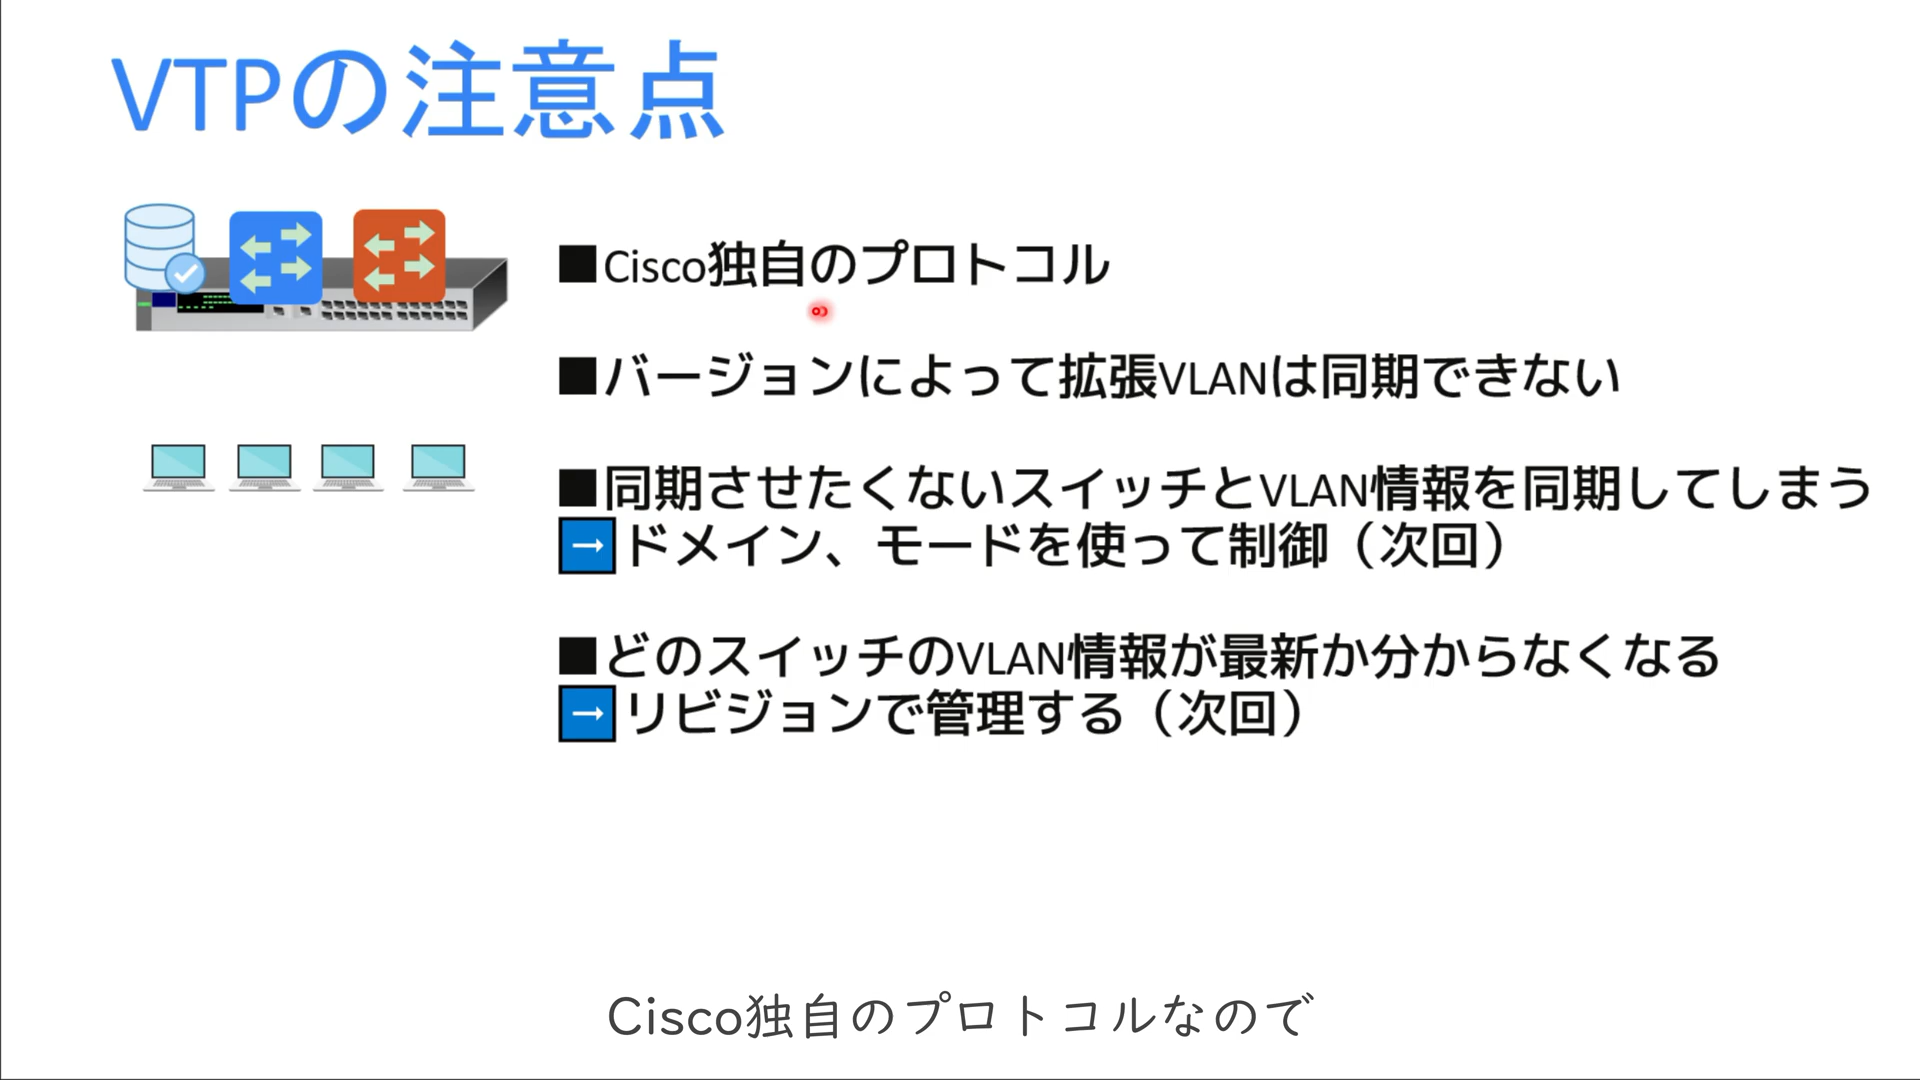 VTPの注意点
■Cisco独自のプロトコル
■バージョンによって拡張VLANは同期できない
■同期させたくないスイッチとVLAN情報を同期してしまう
➡ドメイン、モードを使って制御（次回）
■どのスイッチのVLAN情報が最新か分からなくなる
➡リビジョンで管理する（次回）
Cisco独自のプロトコルなので